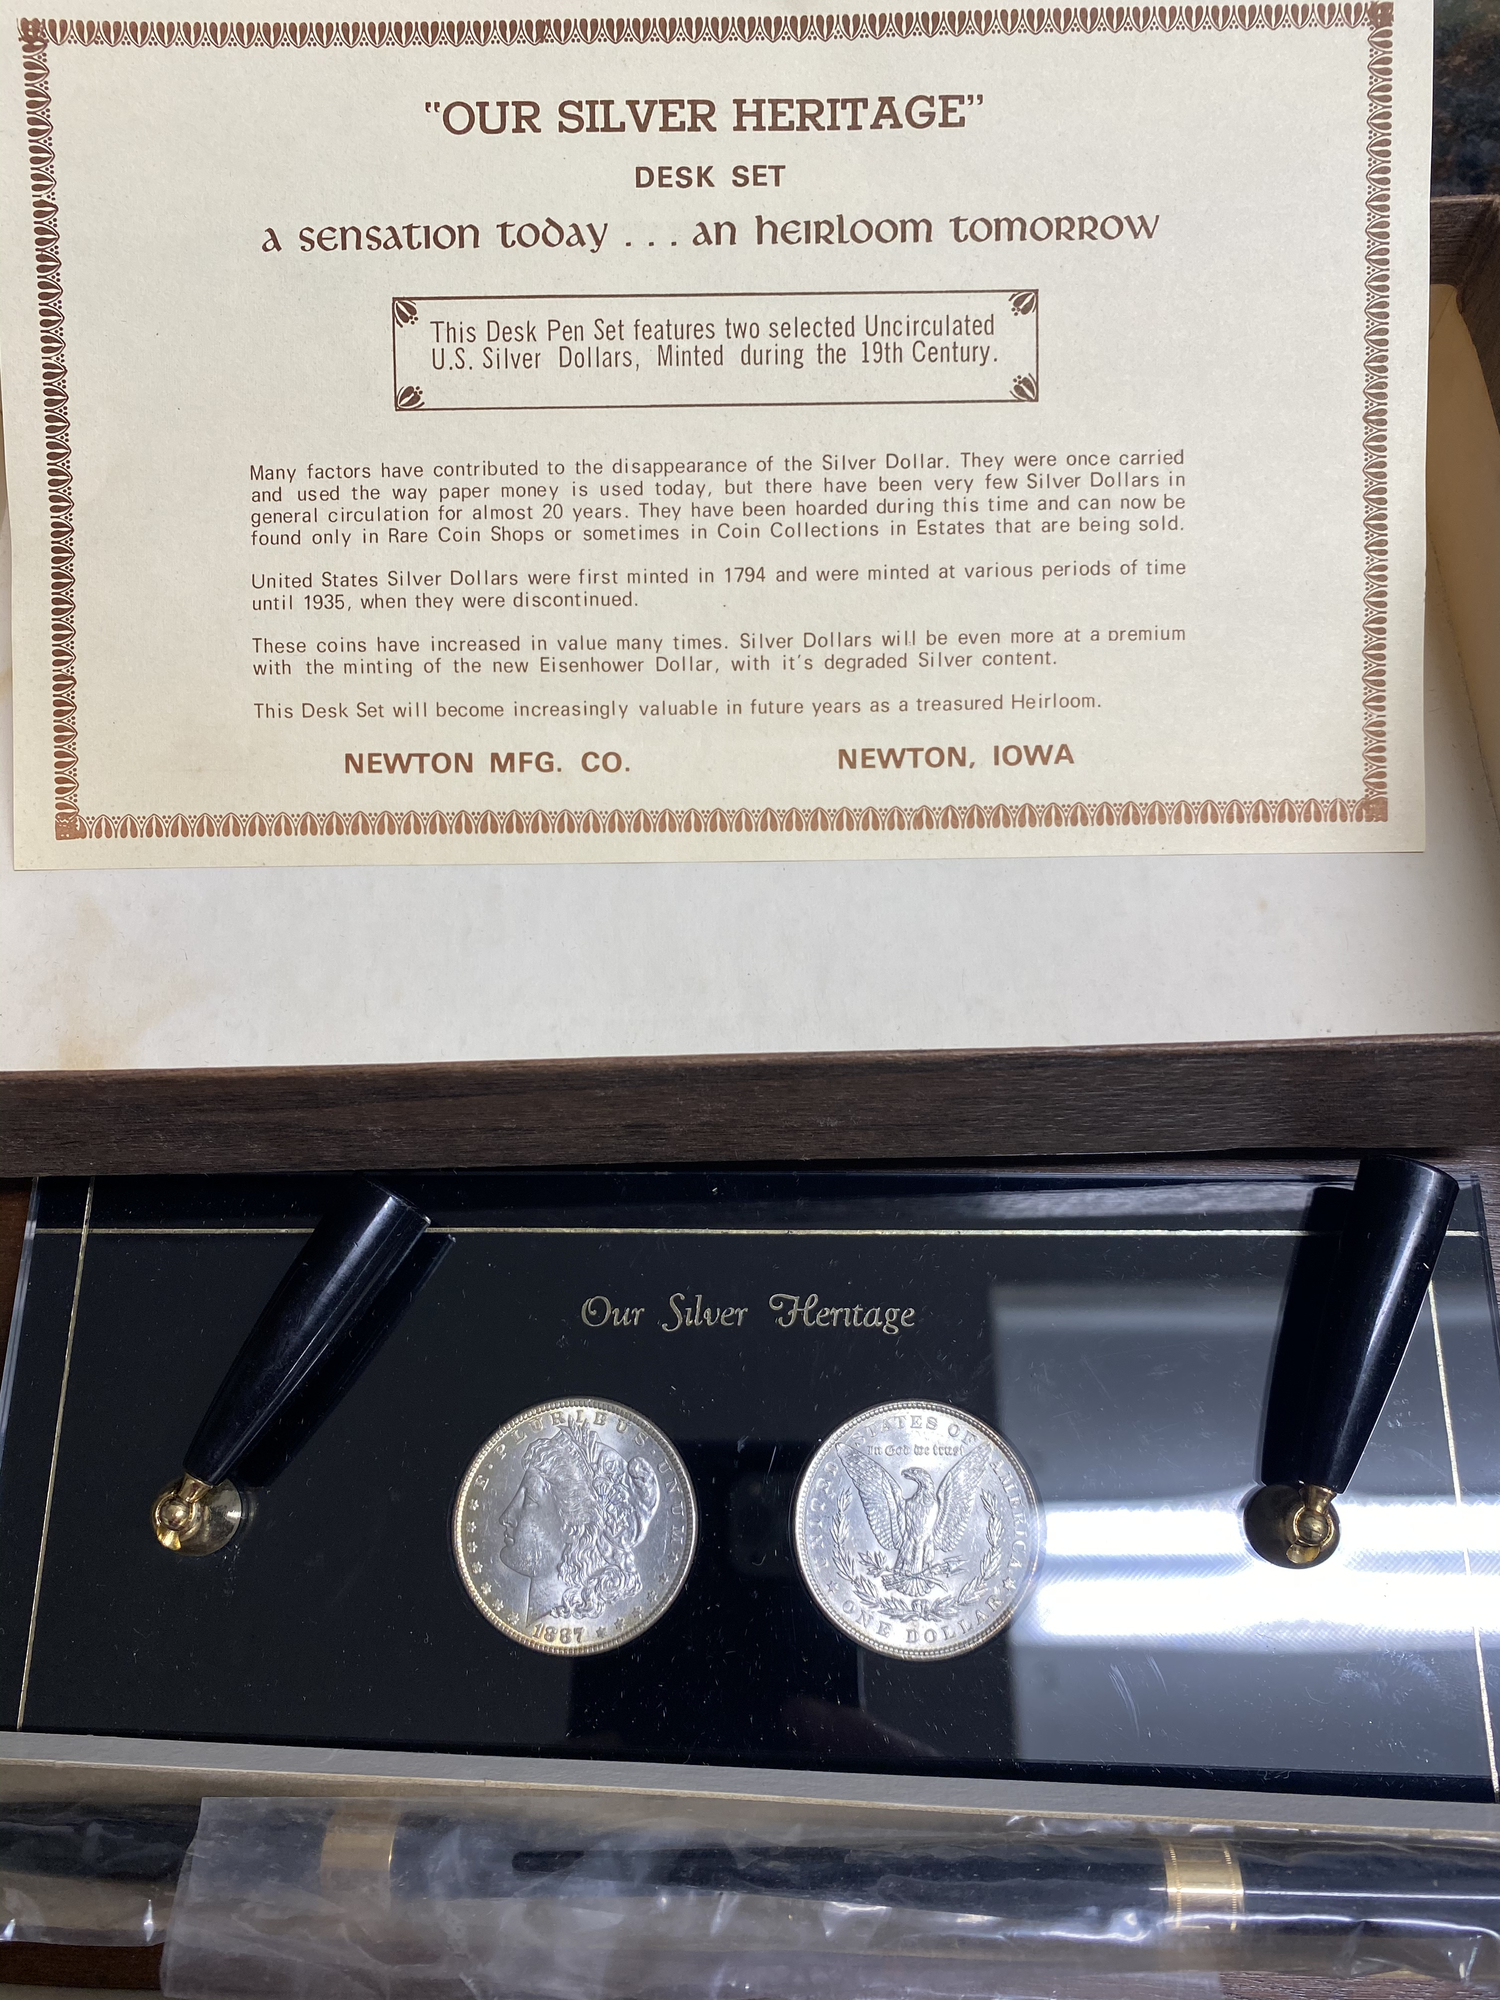 "OUR SILVER HERITAGE"
DESK SET
a sensation today . . . an heirloom tomorrow
This Desk Pen Set features two selected Uncirculated
U.S. Silver Dollars, Minted during the 19th Century.
Many factors have contributed to the disappearance of the Silver Dollar. They were once carried
and used the way paper money is used today, but there have been very few Silver Dollars in
general circulation for almost 20 years. They have been hoarded during this time and can now be
found only in Rare Coin Shops or sometimes in Coin Collections in Estates that are being sold.
United States Silver Dollars were first minted in 1794 and were minted at various periods of time
until 1935, when they were discontinued.
These coins have increased in value many times. Silver Dollars will be even more at a premium
with the minting of the new Eisenhower Dollar, with it's degraded Silver content.
This Desk Set will become increasingly valuable in future years as a treasured Heirloom.
NEWTON MFG. CO. NEWTON, IOWA
Our Silver Heritage
E·PLURIBUS UNUM
1887
UNITED STATES OF AMERICA
In God we trust
ONE DOLLAR